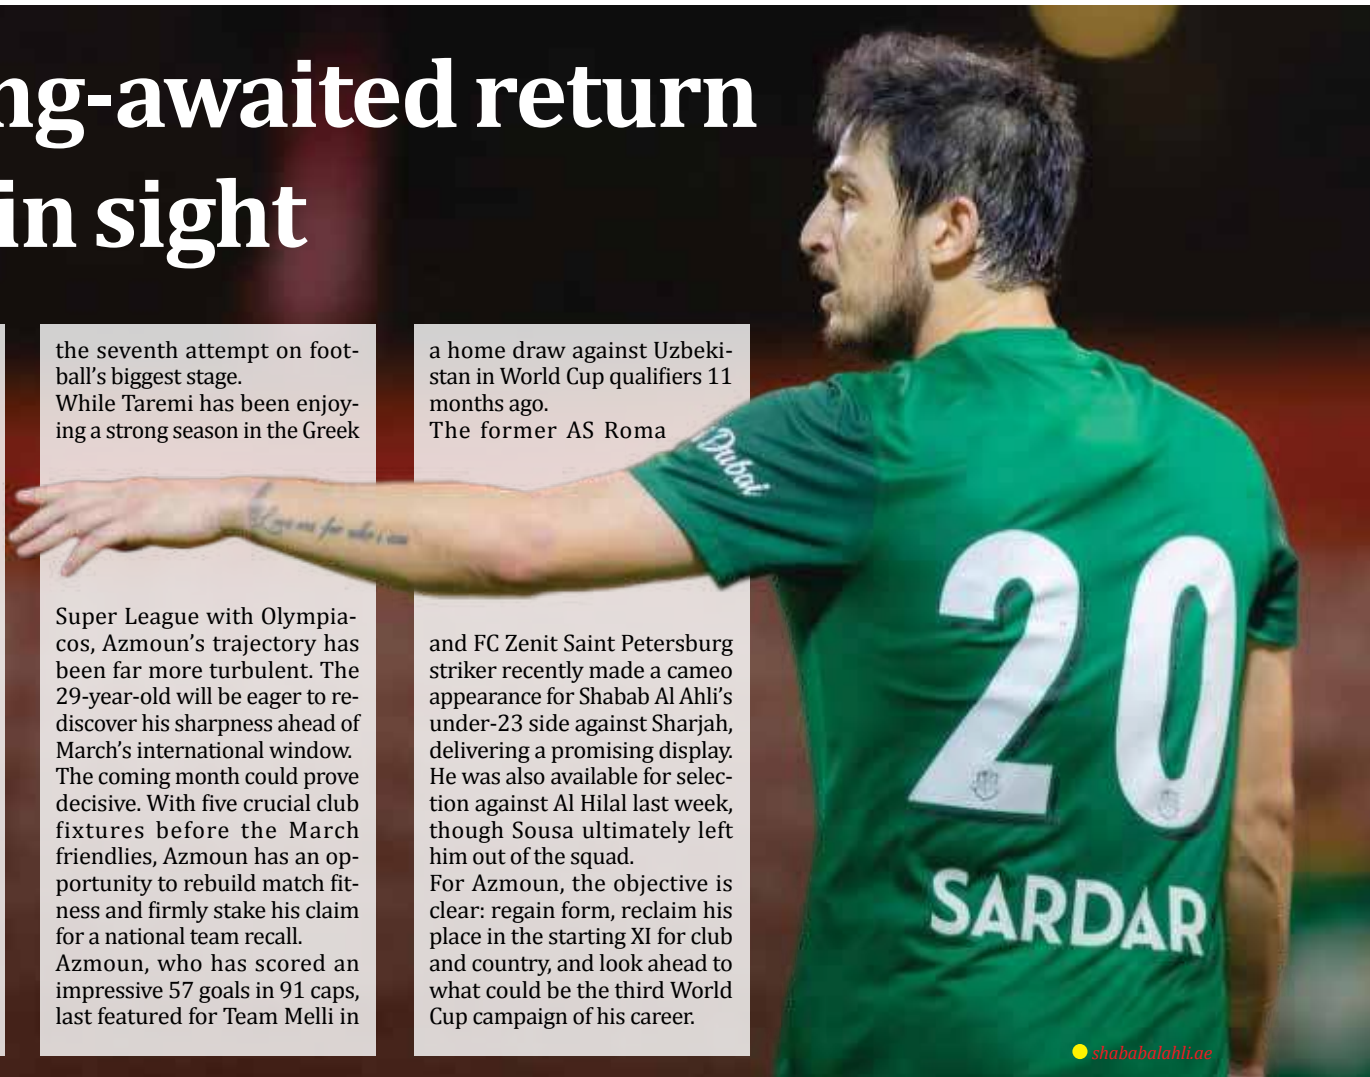 ng-awaited return
in sight
the seventh attempt on foot-
ball's biggest stage.
While Taremi has been enjoy-
ing a strong season in the Greek
Super League with Olympia-
cos, Azmoun's trajectory has
been far more turbulent. The
29-year-old will be eager to re-
discover his sharpness ahead of
March's international window.
The coming month could prove
decisive. With five crucial club
fixtures before the March
friendlies, Azmoun has an op-
portunity to rebuild match fit-
ness and firmly stake his claim
for a national team recall.
Azmoun, who has scored an
impressive 57 goals in 91 caps,
last featured for Team Melli in
a home draw against Uzbeki-
stan in World Cup qualifiers 11
months ago.
The former AS Roma
and FC Zenit Saint Petersburg
striker recently made a cameo
appearance for Shabab Al Ahli's
under-23 side against Sharjah,
delivering a promising display.
He was also available for selec-
tion against Al Hilal last week,
though Sousa ultimately left
him out of the squad.
For Azmoun, the objective is
clear: regain form, reclaim his
place in the starting XI for club
and country, and look ahead to
what could be the third World
Cup campaign of his career.
Dubai
Love me for who i am
20
SARDAR
shababalahli.ae